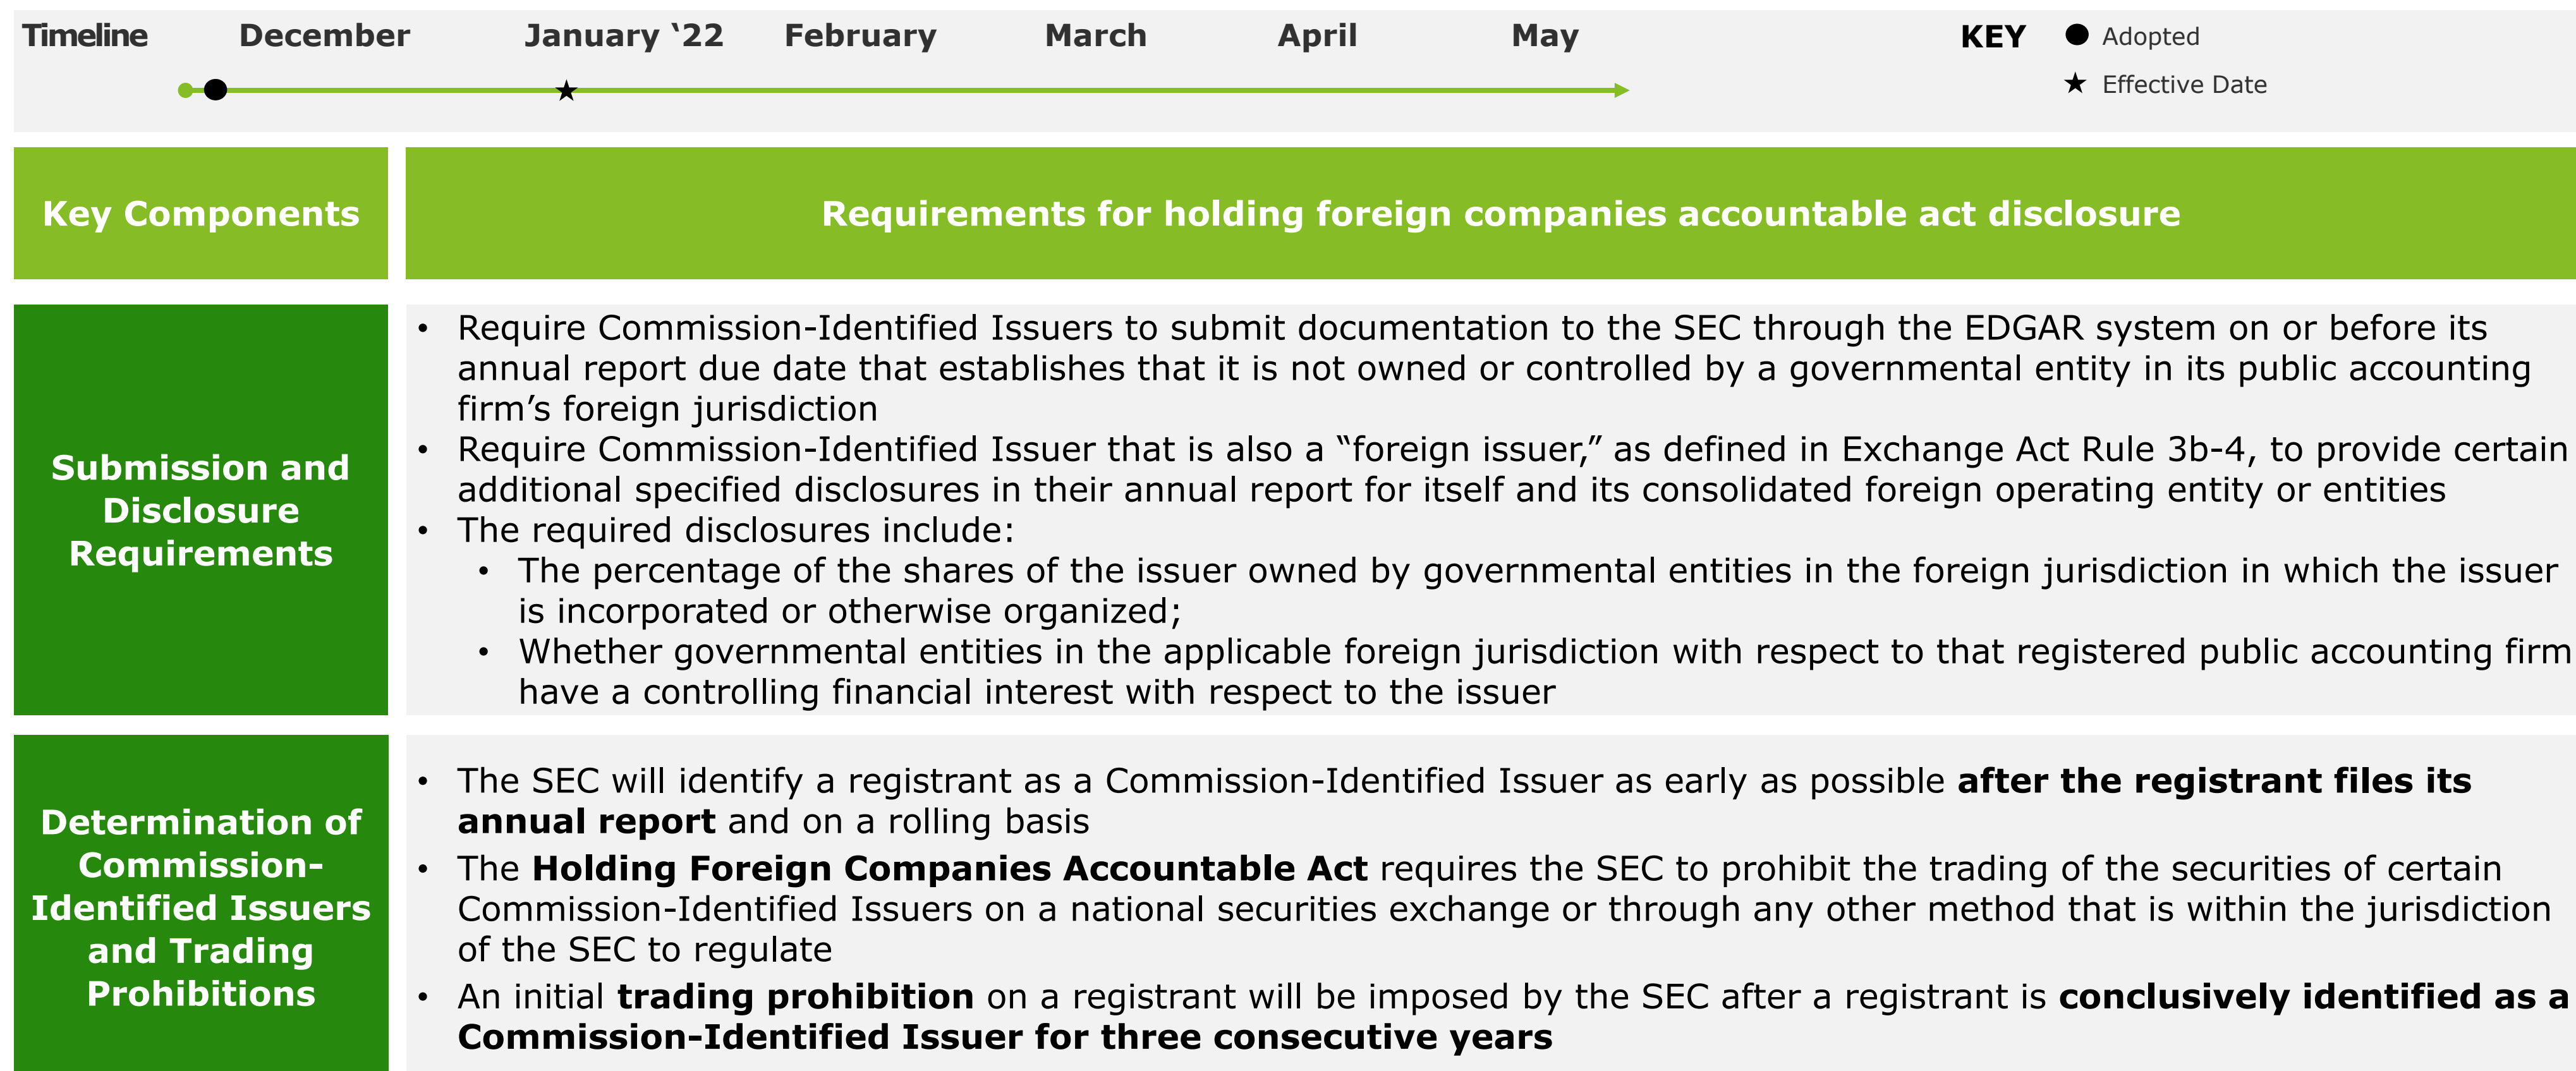 Timeline December January ‘22 February March April May KEY ● Adopted
★ Effective Date
Key Components
Requirements for holding foreign companies accountable act disclosure
Submission and
Disclosure
Requirements
• Require Commission-Identified Issuers to submit documentation to the SEC through the EDGAR system on or before its
annual report due date that establishes that it is not owned or controlled by a governmental entity in its public accounting
firm’s foreign jurisdiction
• Require Commission-Identified Issuer that is also a “foreign issuer,” as defined in Exchange Act Rule 3b-4, to provide certain
additional specified disclosures in their annual report for itself and its consolidated foreign operating entity or entities
• The required disclosures include:
• The percentage of the shares of the issuer owned by governmental entities in the foreign jurisdiction in which the issuer
is incorporated or otherwise organized;
• Whether governmental entities in the applicable foreign jurisdiction with respect to that registered public accounting firm
have a controlling financial interest with respect to the issuer
Determination of
Commission-
Identified Issuers
and Trading
Prohibitions
• The SEC will identify a registrant as a Commission-Identified Issuer as early as possible after the registrant files its
annual report and on a rolling basis
• The Holding Foreign Companies Accountable Act requires the SEC to prohibit the trading of the securities of certain
Commission-Identified Issuers on a national securities exchange or through any other method that is within the jurisdiction
of the SEC to regulate
• An initial trading prohibition on a registrant will be imposed by the SEC after a registrant is conclusively identified as a
Commission-Identified Issuer for three consecutive years